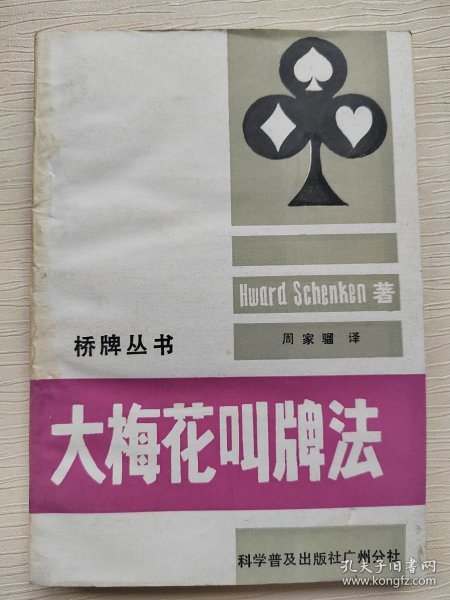 Hward Schenken 著
周家骝 译
桥牌丛书
大梅花叫牌法
科学普及出版社广州分社
孔夫子旧书网
www.kongfz.com